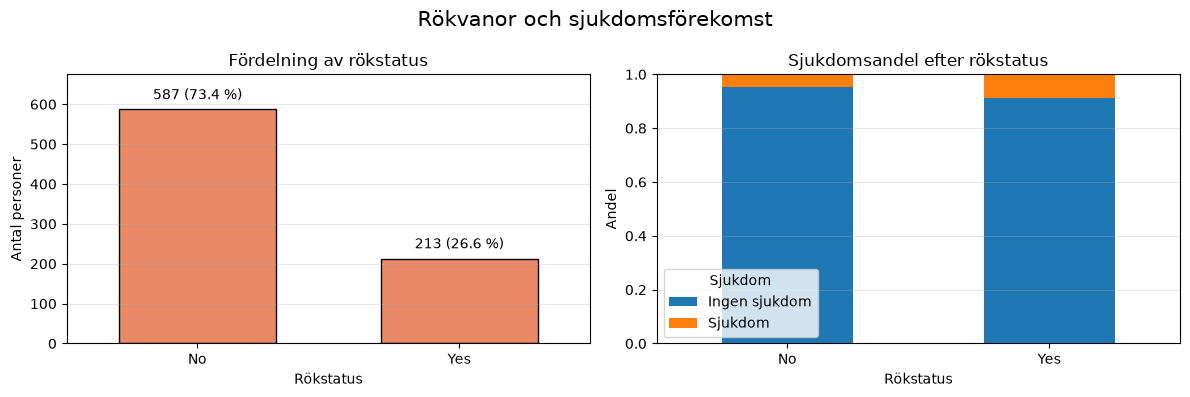 Rökvanor och sjukdomsförekomst
Fördelning av rökstatus
Antal personer
600
500
400
300
200
100
0
587 (73.4 %)
213 (26.6 %)
No
Yes
Rökstatus
Sjukdomsandel efter rökstatus
Andel
1.0
0.8
0.6
0.4
0.2
0.0
Sjukdom
Ingen sjukdom
Sjukdom
No
Yes
Rökstatus